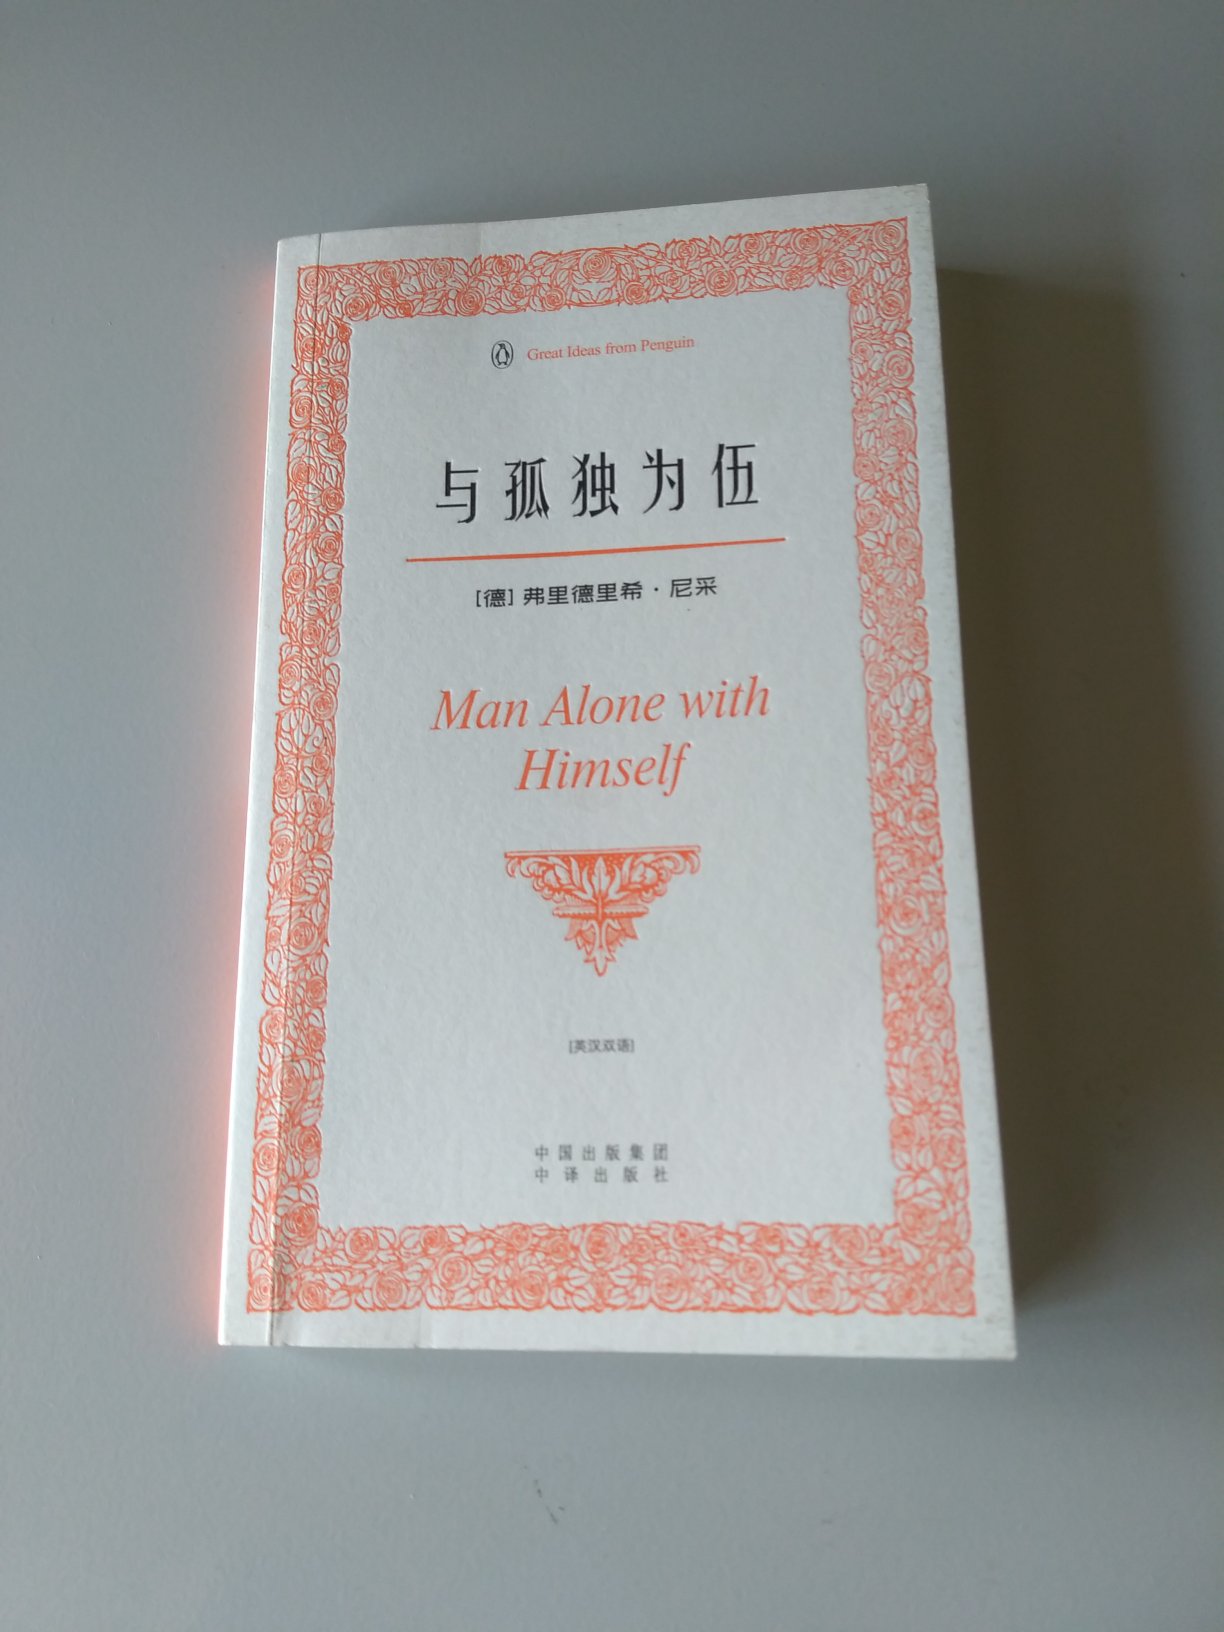 Great Ideas from Penguin
与孤独为伍
[德] 弗里德里希·尼采
Man Alone with
Himself
[英汉双语]
中国出版集团
中译出版社